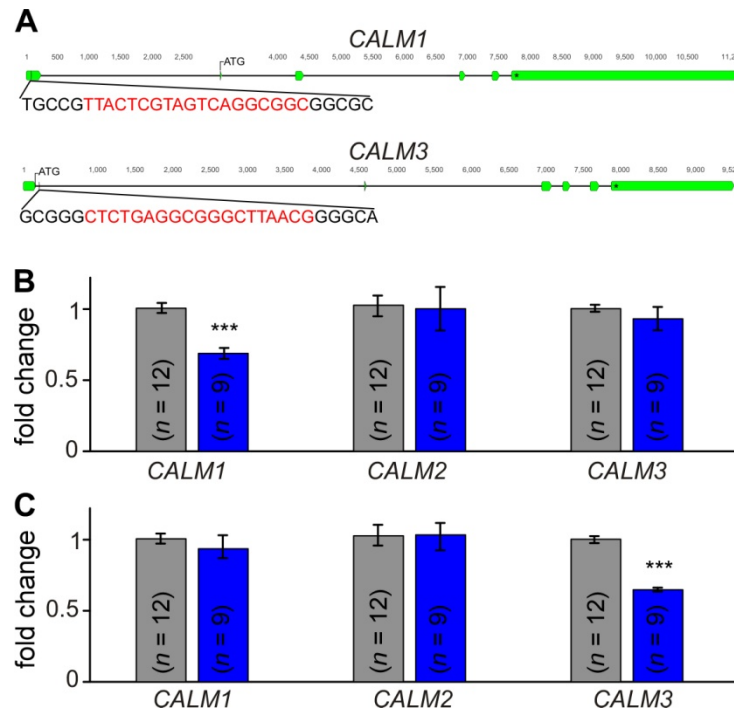 A
CALM1
1 500 1,000 1,500 2,000 2,500 ATG 4,000 4,500 5,000 5,500 6,000 6,500 7,000 7,500 8,000 8,500 9,000 9,500 10,500
TGCCGTTACTCGTAGTCAGGCGGCGGCGC
CALM3
1 ATG 1,000 1,500 2,000 2,500 3,000 3,500 4,000 4,500 5,000 5,500 6,000 7,000 7,500 8,000 8,500 9,000
GCGGGCTCTGAGGCGGGCTTAACGGGGCA
B
fold change
1
0.5
0
***
(n = 12) (n = 9) (n = 12) (n = 9) (n = 12) (n = 9)
CALM1 CALM2 CALM3
C
fold change
1
0.5
0
***
(n = 12) (n = 9) (n = 12) (n = 9) (n = 12) (n = 9)
CALM1 CALM2 CALM3